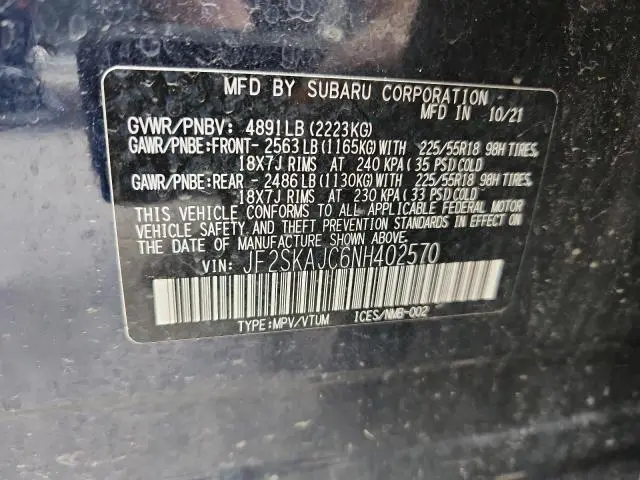 MFD BY SUBARU CORPORATION
MFD IN 10/21
GVWR/PNBV: 4891LB(2223KG)
GAWR/PNBE:FRONT- 2563LB(1165KG)WITH 225/55R18 98H TIRES,
18X7J RIMS AT 240 KPA(35 PSI)COLD
GAWR/PNBE:REAR - 2486LB(1130KG)WITH 225/55R18 98H TIRES,
18X7J RIMS AT 230 KPA(33 PSI)COLD
THIS VEHICLE CONFORMS TO ALL APPLICABLE FEDERAL MOTOR
VEHICLE SAFETY AND THEFT PREVENTION STANDARDS IN EFFECT ON
THE DATE OF MANUFACTURE SHOWN ABOVE.
VIN: JF2SKAJC6NH402570
TYPE:MPV/VTUM ICES/NMB-002